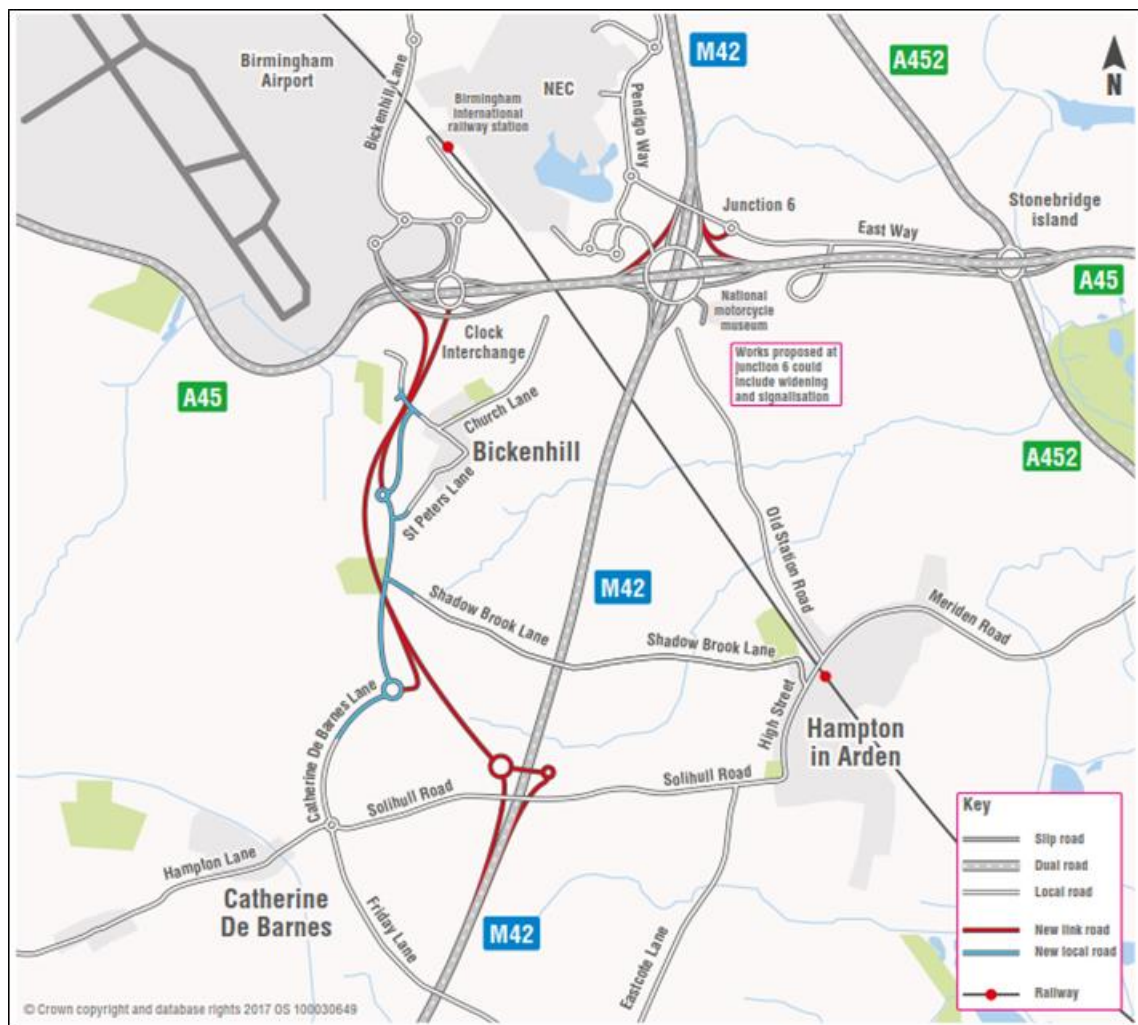 Birmingham
Airport
Bickenhill Lane
Birmingham
International
railway station
NEC
Pendigo Way
M42
A452
N
Junction 6
East Way
Stonebridge
island
A45
National
motorcycle
museum
Clock
Interchange
Works proposed at
junction 6 could
include widening
and signalisation
A45
Church Lane
Bickenhill
St Peters Lane
A452
Old Station Road
M42
Shadow Brook Lane
Shadow Brook Lane
Meriden Road
High Street
Hampton
in Arden
Catherine De Barnes Lane
Solihull Road
Solihull Road
Hampton Lane
Catherine
De Barnes
Friday Lane
M42
Eastcote Lane
Key
Slip road
Dual road
Local road
New link road
New local road
Railway
© Crown copyright and database rights 2017 OS 100030649